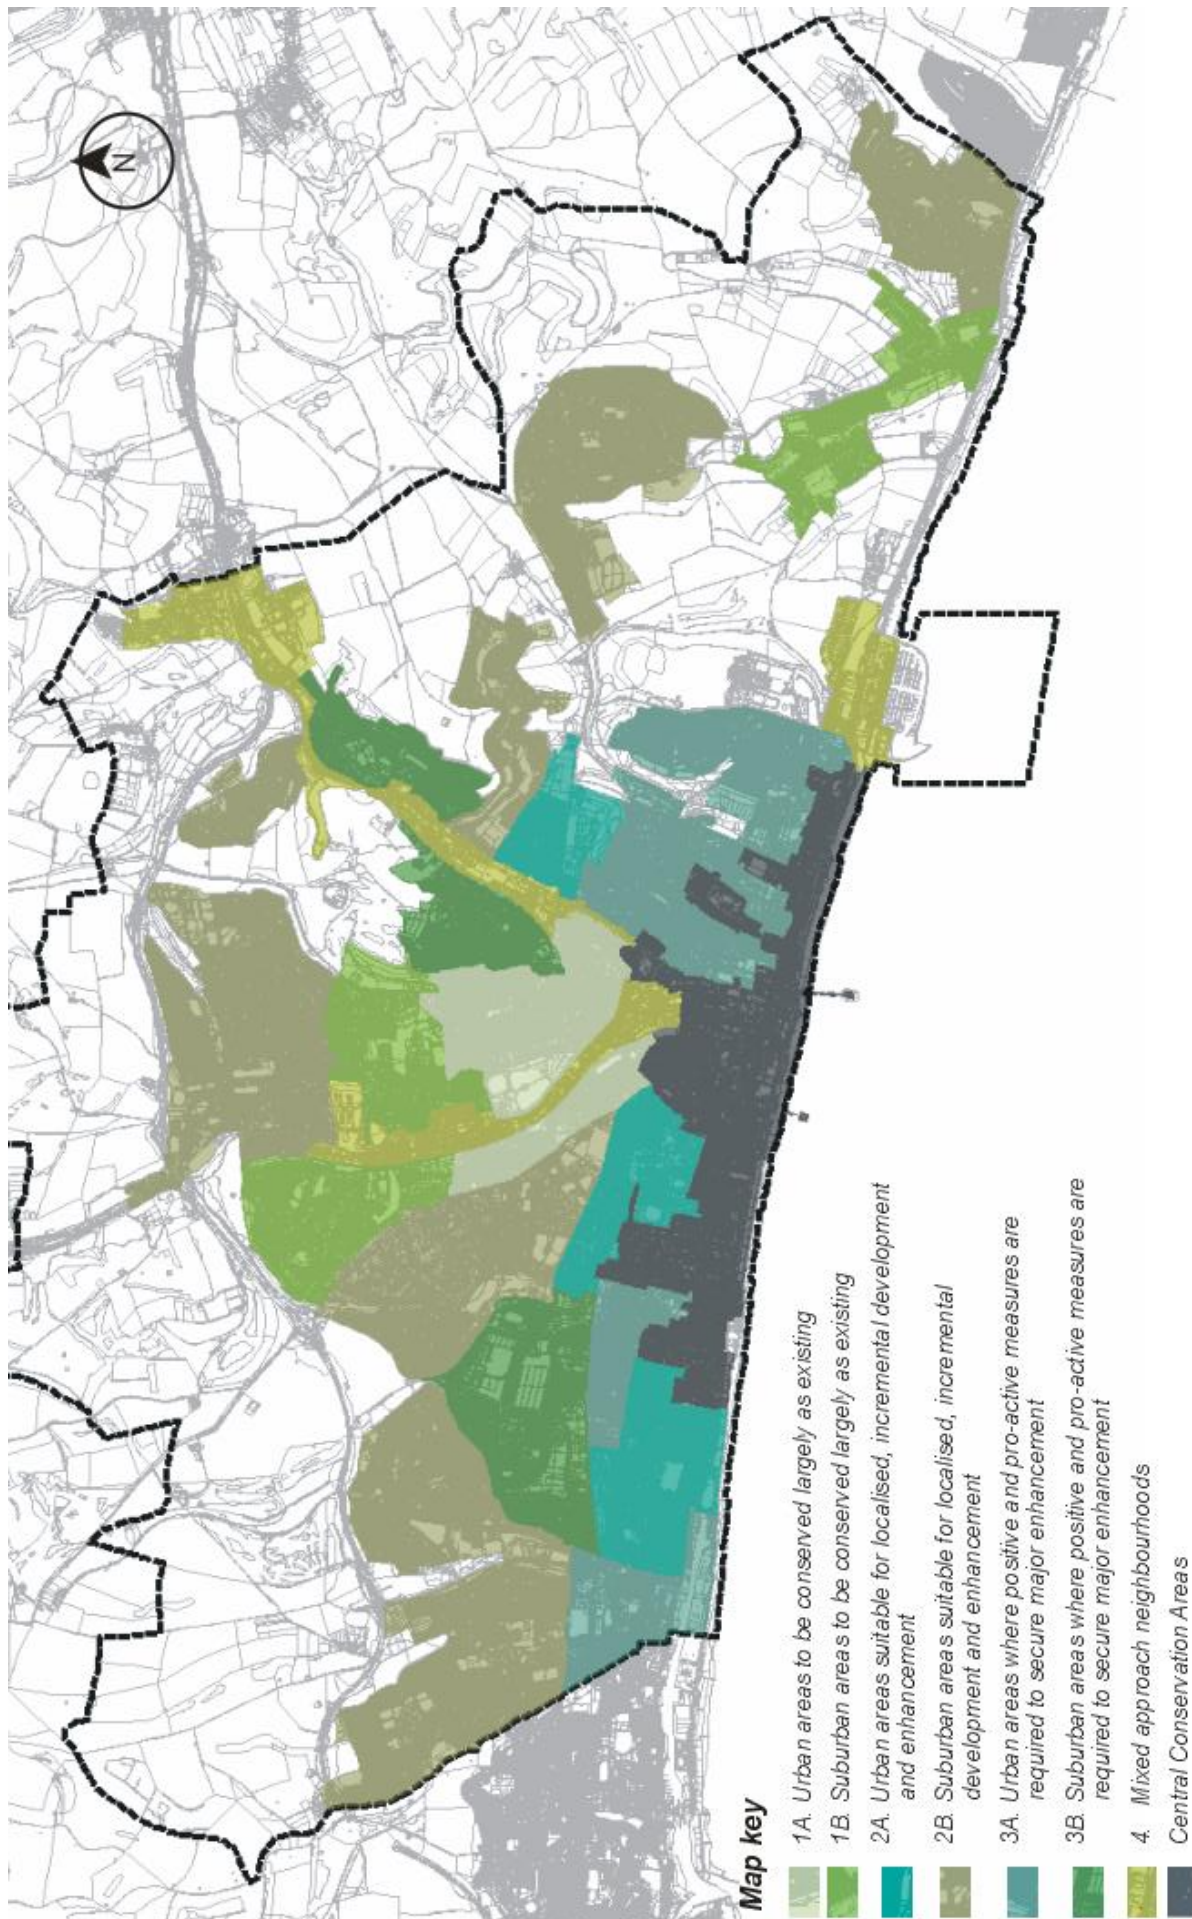 N
Map key
1A. Urban areas to be conserved largely as existing
1B. Suburban areas to be conserved largely as existing
2A. Urban areas suitable for localised, incremental development
and enhancement
2B. Suburban areas suitable for localised, incremental
development and enhancement
3A. Urban areas where positive and pro-active measures are
required to secure major enhancement
3B. Suburban areas where positive and pro-active measures are
required to secure major enhancement
4. Mixed approach neighbourhoods
Central Conservation Areas